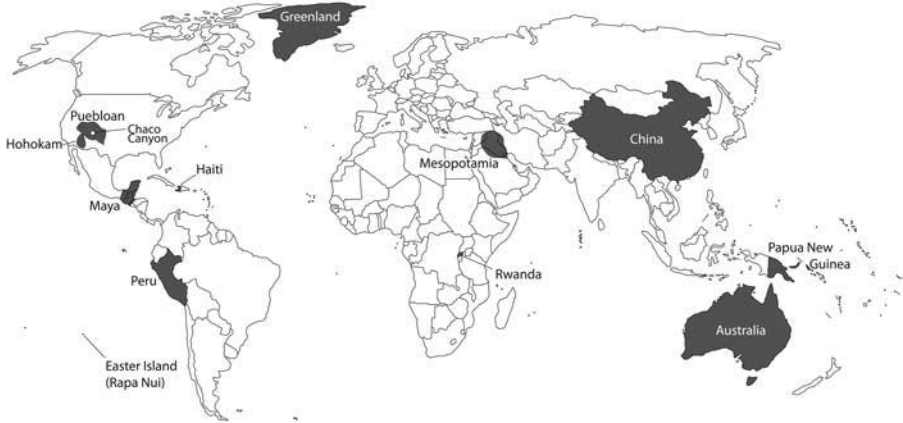 Greenland
Puebloan
Chaco
Canyon
Hohokam
China
Mesopotamia
Haiti
Maya
Papua New
Guinea
Rwanda
Peru
Australia
Easter Island
(Rapa Nui)